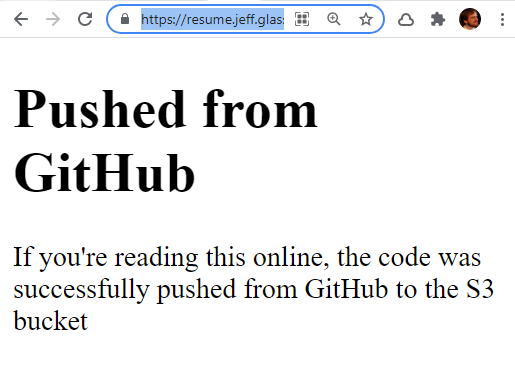 https://resume.jeff.glass
Pushed from
GitHub
If you're reading this online, the code was
successfully pushed from GitHub to the S3
bucket